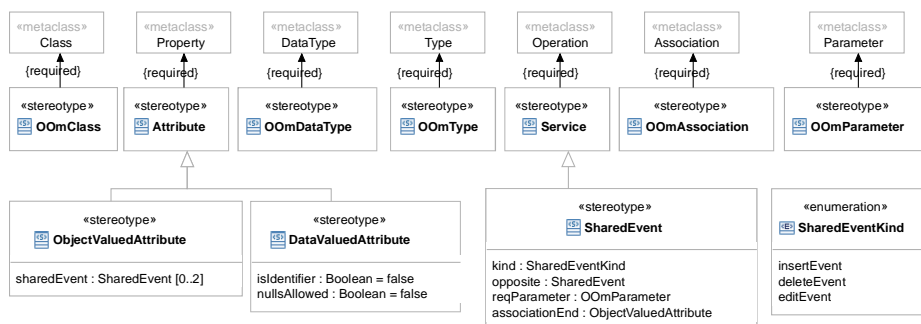 «metaclass» «metaclass» «metaclass» «metaclass» «metaclass» «metaclass» «metaclass»
Class Property DataType Type Operation Association Parameter
{required} {required} {required} {required} {required} {required} {required}
«stereotype» «stereotype» «stereotype» «stereotype» «stereotype» «stereotype» «stereotype»
OOmClass Attribute OOmDataType OOmType Service OOmAssociation OOmParameter
«stereotype»
ObjectValuedAttribute
sharedEvent : SharedEvent [0..2]
«stereotype»
DataValuedAttribute
isIdentifier : Boolean = false
nullsAllowed : Boolean = false
«stereotype»
SharedEvent
kind : SharedEventKind
opposite : SharedEvent
reqParameter : OOmParameter
associationEnd : ObjectValuedAttribute
«enumeration»
SharedEventKind
insertEvent
deleteEvent
editEvent